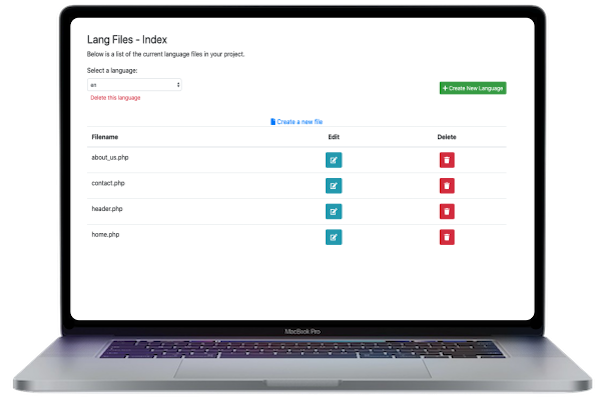 Lang Files - Index
Below is a list of the current language files in your project.
Select a language:
en
Delete this language
Create New Language
Create a new file
Filename Edit Delete
about_us.php
contact.php
header.php
home.php
MacBook Pro